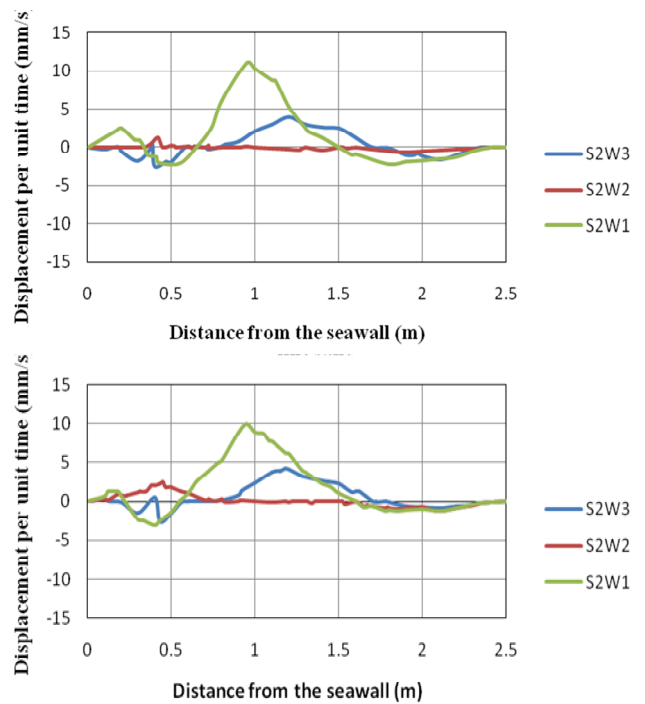 Displacement per unit time (mm/s
15
10
5
0
-5
-10
-15
0 0.5 1 1.5 2 2.5
Distance from the seawall (m)
S2W3
S2W2
S2W1
Displacement per unit time (mm/s
15
10
5
0
-5
-10
-15
0 0.5 1 1.5 2 2.5
Distance from the seawall (m)
S2W3
S2W2
S2W1